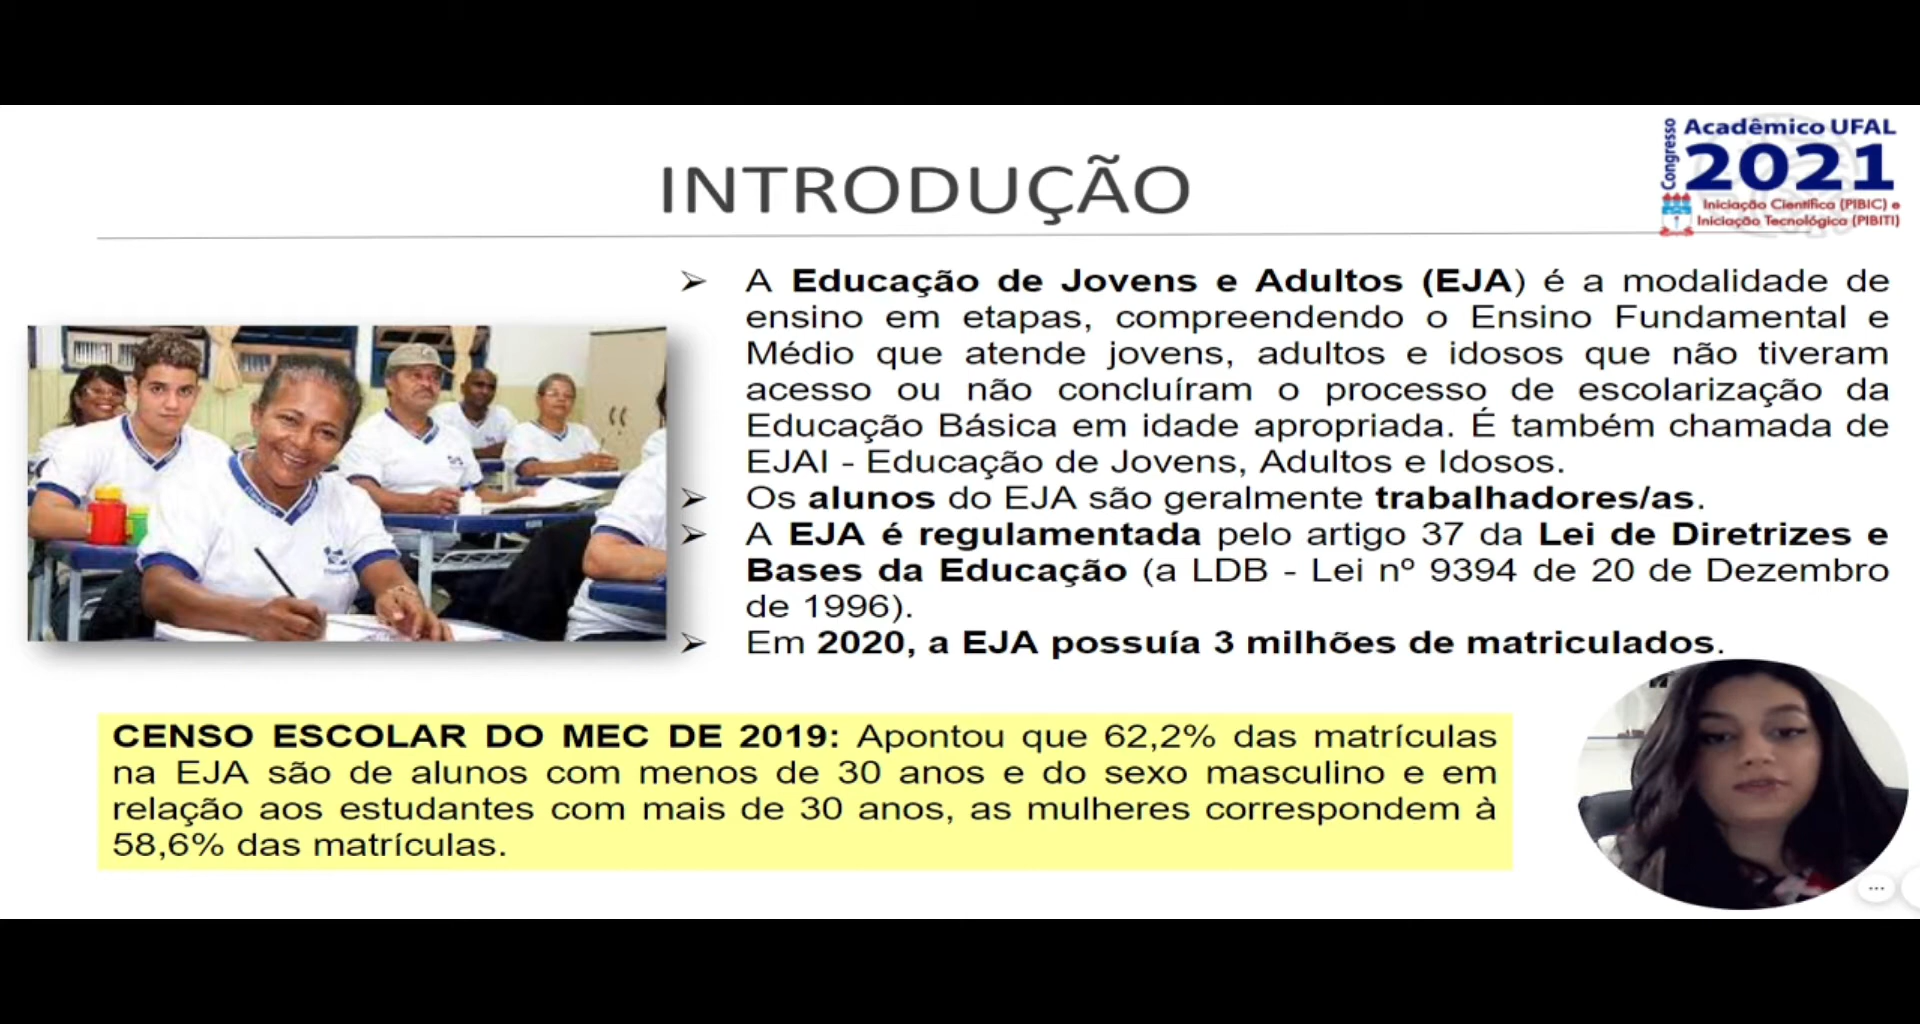 INTRODUÇÃO
Congresso
Acadêmico UFAL
2021
Iniciação Científica (PIBIC) e
Iniciação Tecnológica (PIBITI)
➢ A Educação de Jovens e Adultos (EJA) é a modalidade de
ensino em etapas, compreendendo o Ensino Fundamental e
Médio que atende jovens, adultos e idosos que não tiveram
acesso ou não concluíram o processo de escolarização da
Educação Básica em idade apropriada. É também chamada de
EJAI - Educação de Jovens, Adultos e Idosos.
➢ Os alunos do EJA são geralmente trabalhadores/as.
➢ A EJA é regulamentada pelo artigo 37 da Lei de Diretrizes e
Bases da Educação (a LDB - Lei nº 9394 de 20 de Dezembro
de 1996).
➢ Em 2020, a EJA possuía 3 milhões de matriculados.
CENSO ESCOLAR DO MEC DE 2019: Apontou que 62,2% das matrículas
na EJA são de alunos com menos de 30 anos e do sexo masculino e em
relação aos estudantes com mais de 30 anos, as mulheres correspondem à
58,6% das matrículas.